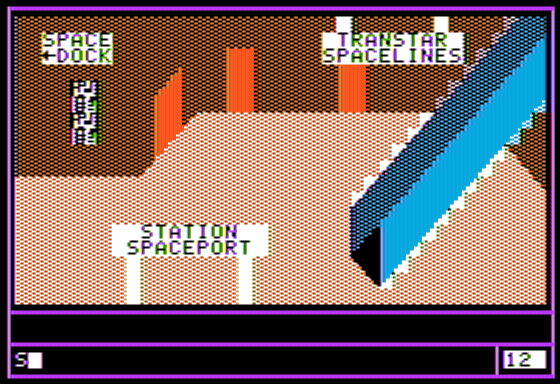 SPACE
←DOCK
TRANSTAR
SPACELINES
STATION
SPACEPORT
S
12